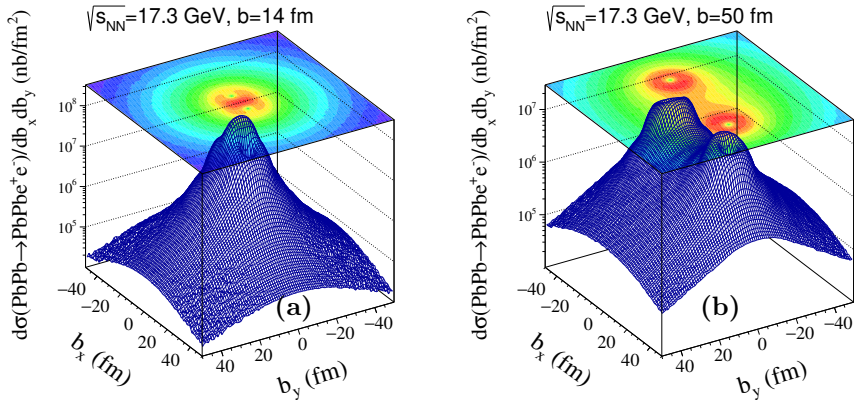 √s_NN=17.3 GeV, b=14 fm
dσ(PbPb→PbPbe⁺e⁻)/db_x db_y (nb/fm²)
10⁸
10⁷
10⁶
10⁵
−40
−20
0
20
40
b_x (fm)
40
20
0
−20
−40
b_y (fm)
(a)
√s_NN=17.3 GeV, b=50 fm
dσ(PbPb→PbPbe⁺e⁻)/db_x db_y (nb/fm²)
10⁷
10⁶
10⁵
−40
−20
0
20
40
b_x (fm)
40
20
0
−20
−40
b_y (fm)
(b)